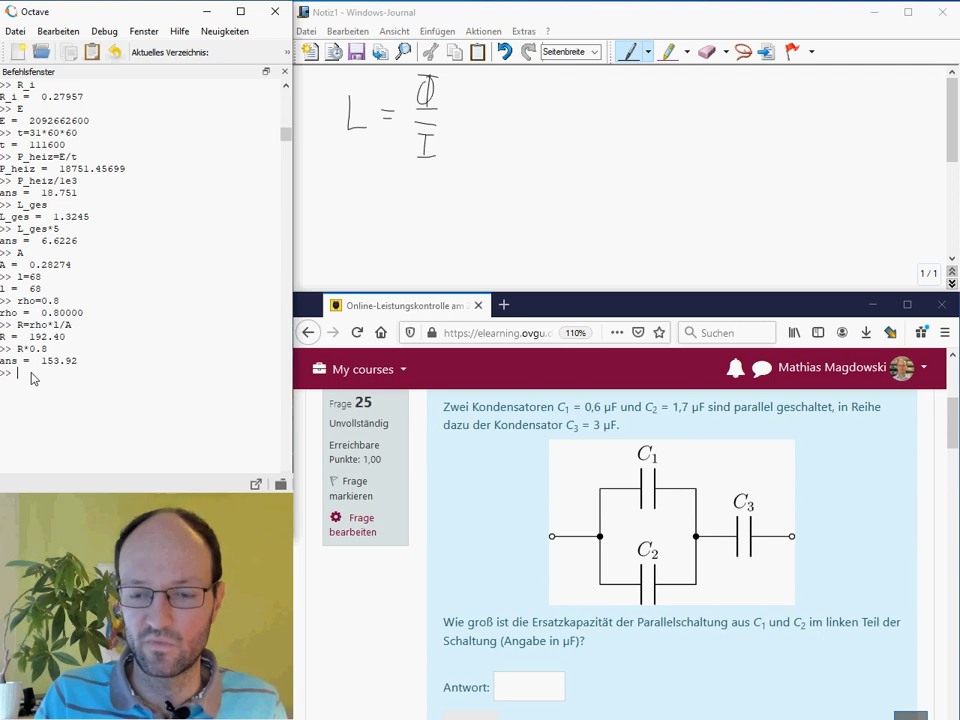 Octave
Datei Bearbeiten Debug Fenster Hilfe Neuigkeiten
Aktuelles Verzeichnis: »
Befehlsfenster
>> R_i
R_i = 0.27957
>> E
E = 2092662600
>> t=31*60*60
t = 111600
>> P_heiz=E/t
P_heiz = 18751.45699
>> P_heiz/1e3
ans = 18.751
>> L_ges
L_ges = 1.3245
>> L_ges*5
ans = 6.6226
>> A
A = 0.28274
>> l=68
l = 68
>> rho=0.8
rho = 0.80000
>> R=rho*l/A
R = 192.40
>> R*0.8
ans = 153.92
>>
Notiz1 - Windows-Journal
Datei Bearbeiten Ansicht Einfügen Aktionen Extras ?
Seitenbreite
L = Φ
I
1 / 1
Online-Leistungskontrolle am
https://elearning.ovgu. 110% Suchen
My courses Mathias Magdowski
Frage 25
Unvollständig
Erreichbare
Punkte: 1,00
Frage
markieren
Frage
bearbeiten
Zwei Kondensatoren C₁ = 0,6 µF und C₂ = 1,7 µF sind parallel geschaltet, in Reihe
dazu der Kondensator C₃ = 3 µF.
C₁
C₃
C₂
Wie groß ist die Ersatzkapazität der Parallelschaltung aus C₁ und C₂ im linken Teil der
Schaltung (Angabe in µF)?
Antwort: